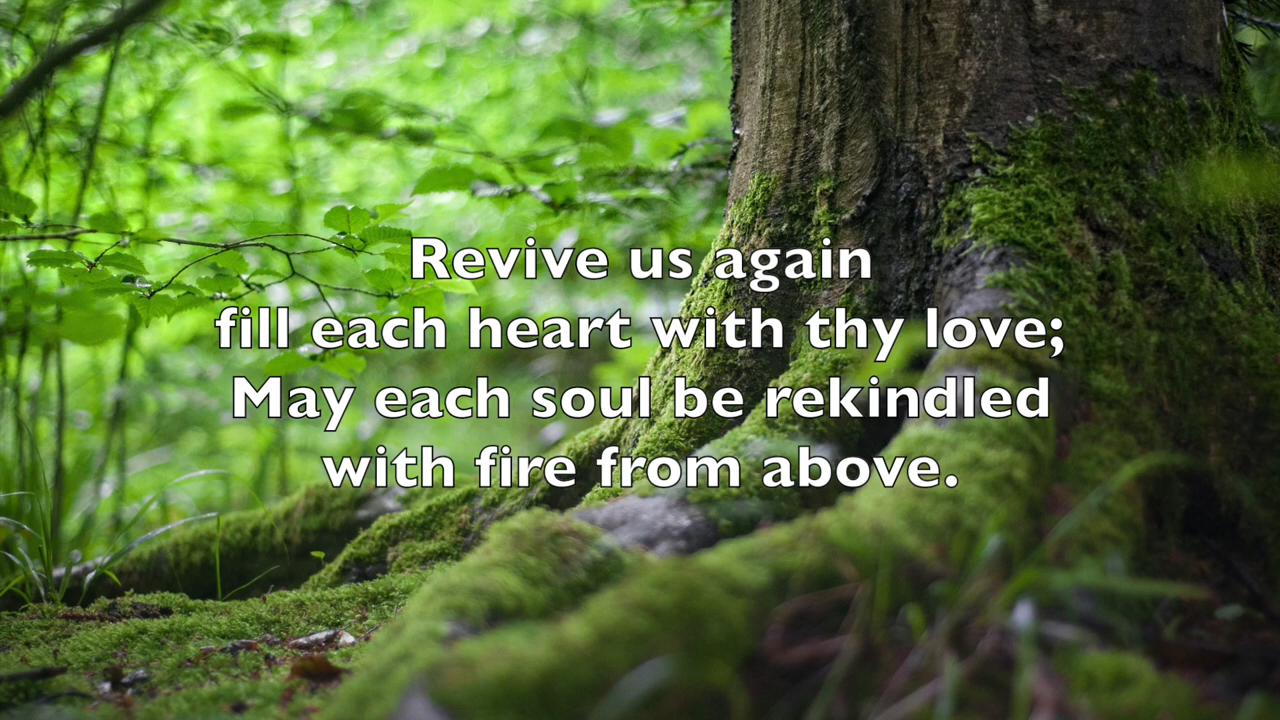 Revive us again
fill each heart with thy love;
May each soul be rekindled
with fire from above.